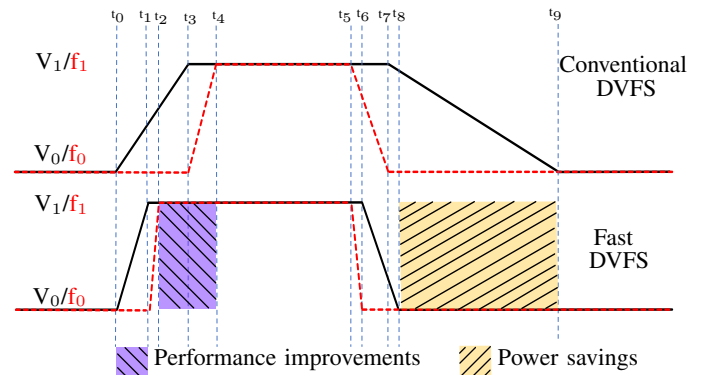 t0 t1 t2 t3 t4 t5 t6 t7 t8 t9
V1/f1
Conventional
DVFS
V0/f0
V1/f1
Fast
DVFS
V0/f0
Performance improvements
Power savings